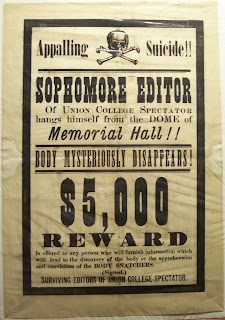 Appalling Suicide!!
SOPHOMORE EDITOR
OF UNION COLLEGE SPECTATOR
hangs himself from the DOME of
Memorial Hall!!
BODY MYSTERIOUSLY DISAPPEARS!
$5,000
REWARD
Is offered to any person who will furnish information which
will lead to the discovery of the body or the apprehension
and conviction of the BODY SNATCHERS
(Signed,)
SURVIVING EDITORS OF UNION COLLEGE SPECTATOR.